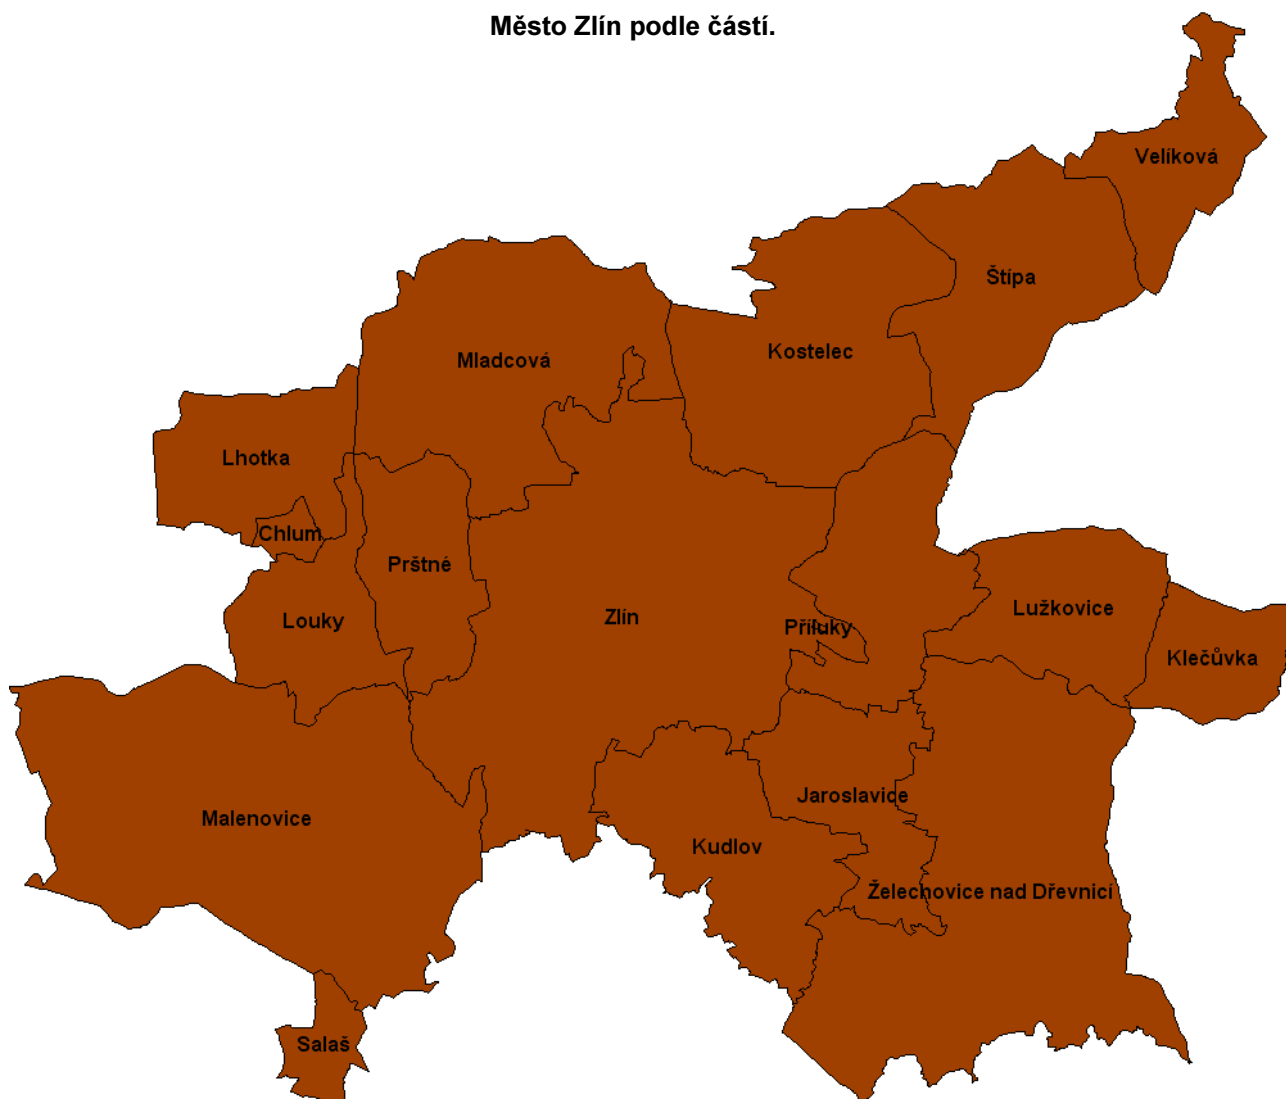 Město Zlín podle částí.
Velíková
Štípa
Kostelec
Mladcová
Lhotka
Chlum
Prštné
Lužkovice
Louky
Zlín
Příluky
Klečůvka
Jaroslavice
Malenovice
Kudlov
Želechovice nad Dřevnicí
Salaš